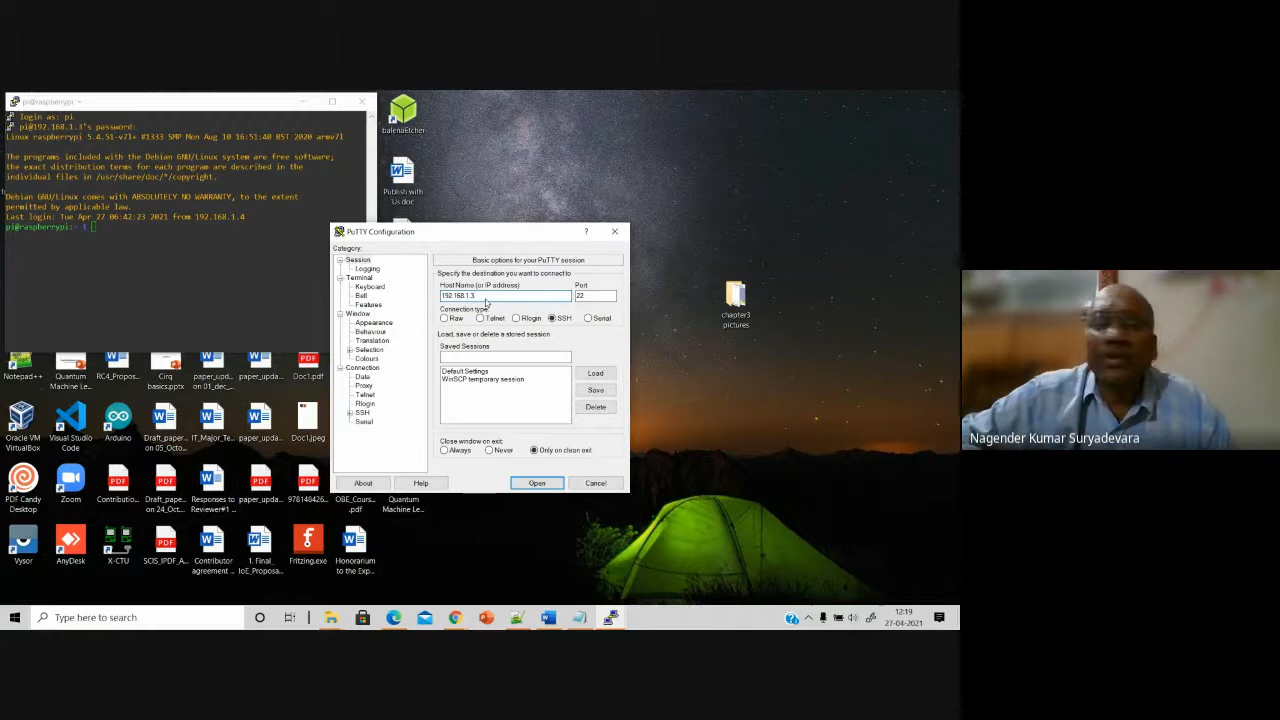 pi@raspberrypi: ~
login as: pi
pi@192.168.1.3's password:
Linux raspberrypi 5.4.51-v7l+ #1333 SMP Mon Aug 10 16:51:40 BST 2020 armv7l
The programs included with the Debian GNU/Linux system are free software;
the exact distribution terms for each program are described in the
individual files in /usr/share/doc/*/copyright.
Debian GNU/Linux comes with ABSOLUTELY NO WARRANTY, to the extent
permitted by applicable law.
Last login: Tue Apr 27 06:42:23 2021 from 192.168.1.4
pi@raspberrypi:~
balenaEtcher
Publish with
Us.doc
PuTTY Configuration
?
Category:
Session
Logging
Terminal
Keyboard
Bell
Features
Window
Appearance
Behaviour
Translation
Selection
Colours
Connection
Data
Proxy
Telnet
Rlogin
SSH
Serial
Basic options for your PuTTY session
Specify the destination you want to connect to
Host Name (or IP address) Port
192.168.1.3 22
Connection type:
Raw Telnet Rlogin SSH Serial
Load, save or delete a stored session
Saved Sessions
Default Settings
WinSCP temporary session
Load
Save
Delete
Close window on exit:
Always Never Only on clean exit
About Help Open Cancel
chapter3
pictures
Notepad++
Quantum
Machine Le...
RC4_Propos...
Cirq
basics.pptx
paper_upda...
01_dec_...
paper_upda...
Doc1.pdf
Oracle VM
VirtualBox
Visual Studio
Code
Arduino
Draft_paper...
on 05_Octo...
IT_Major_Te...
paper_upda...
Doc1.jpeg
PDF Candy
Desktop
Zoom
Contributio...
Draft_paper...
on 24_Oct_...
Responses to
Reviewer#1 ...
paper_upda...
978148426...
OBE_Cours...
.pdf
Quantum
Machine Le...
Vysor
AnyDesk
X-CTU
SCIS_IPDF_A...
Contributor
agreement ...
1. Final_
IoE_Proposa...
Fritzing.exe
Honorarium
to the Exp...
Type here to search
12:19
27-04-2021
Nagender Kumar Suryadevara